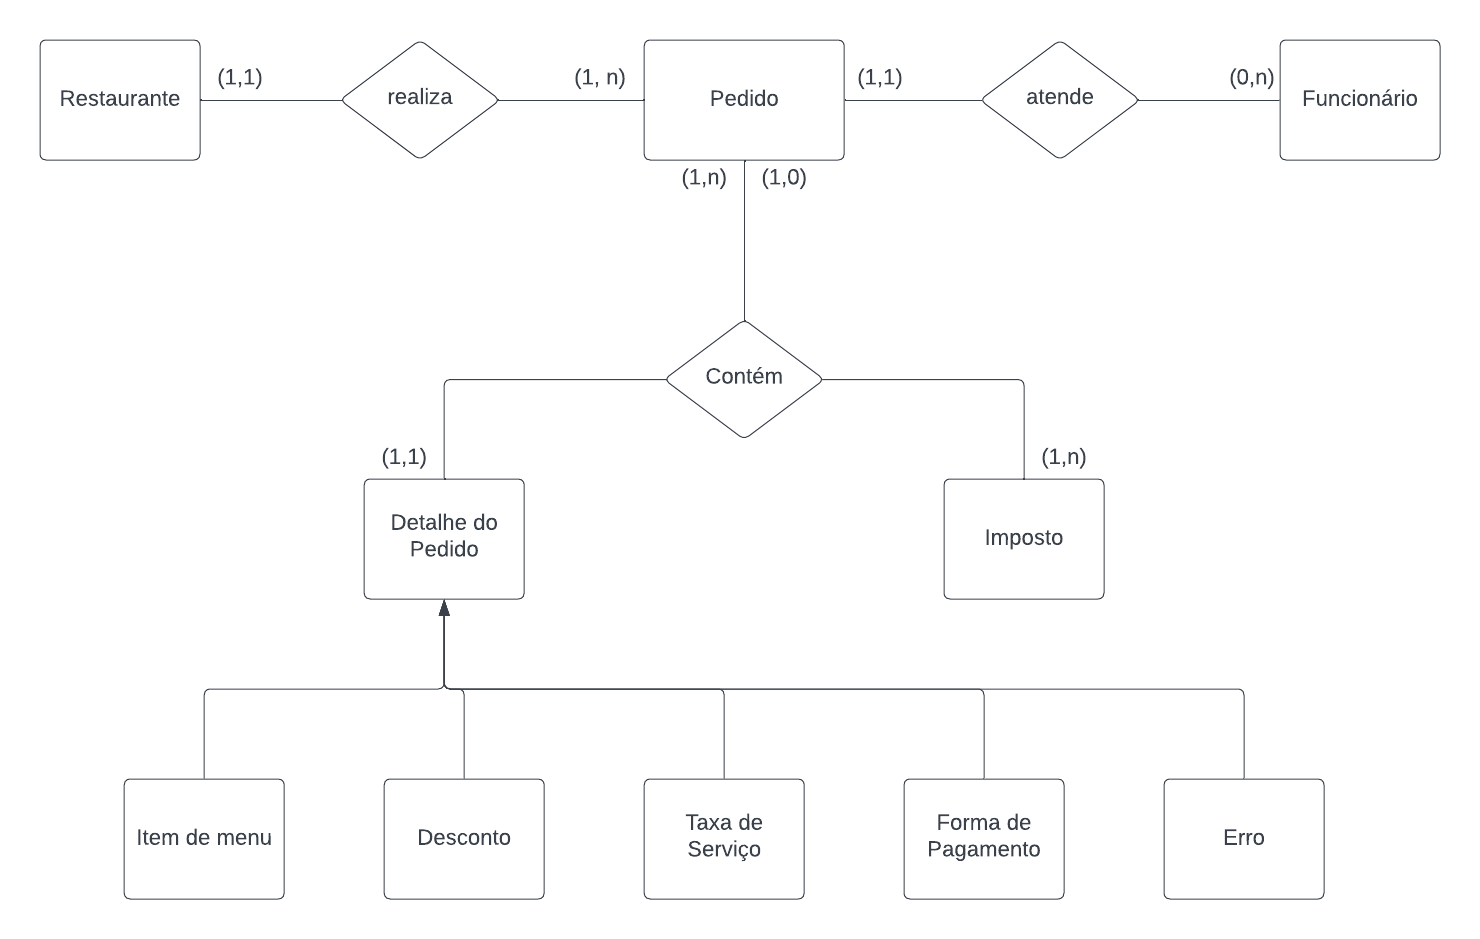 Restaurante
(1,1)
realiza
(1, n)
Pedido
(1,1)
atende
(0,n)
Funcionário
(1,n)
(1,0)
Contém
(1,1)
(1,n)
Detalhe do
Pedido
Imposto
Item de menu
Desconto
Taxa de
Serviço
Forma de
Pagamento
Erro